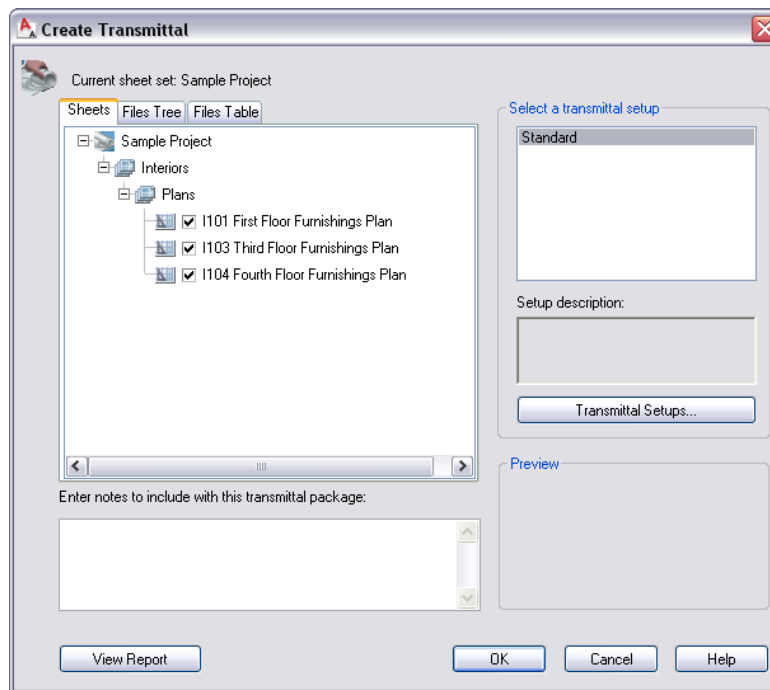 Create Transmittal
Current sheet set: Sample Project
Sheets Files Tree Files Table
Sample Project
Interiors
Plans
I101 First Floor Furnishings Plan
I103 Third Floor Furnishings Plan
I104 Fourth Floor Furnishings Plan
Enter notes to include with this transmittal package:
Select a transmittal setup
Standard
Setup description:
Transmittal Setups...
Preview
View Report
OK
Cancel
Help